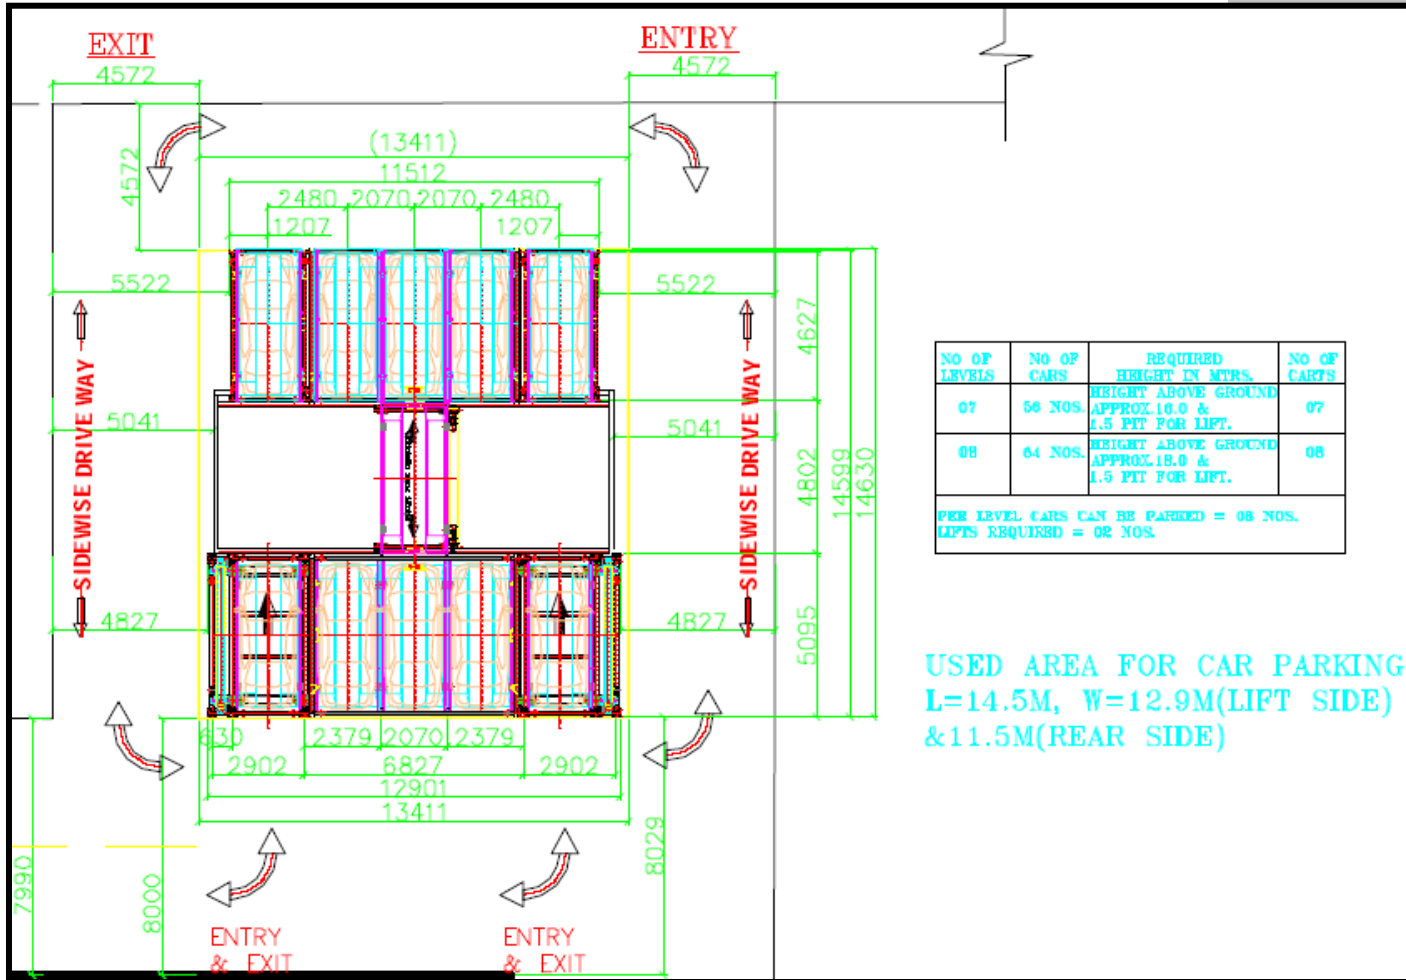 EXIT
ENTRY
4572
4572
4572
(13411)
11512
2480 2070 2070 2480
1207
1207
5522
5522
4627
SIDEWISE DRIVE WAY
SIDEWISE DRIVE WAY
5041
5041
4802
14599
14630
4827
4827
5095
630
2379 2070 2379
2902
6827
2902
12901
13411
7990
8000
8029
ENTRY
& EXIT
ENTRY
& EXIT
NO OF
LEVELS
NO OF
CARS
REQUIRED
HEIGHT IN MTRS.
NO OF
CARTS
07
56 NOS.
HEIGHT ABOVE GROUND
APPROX.16.0 &
1.5 PIT FOR LIFT.
07
08
64 NOS.
HEIGHT ABOVE GROUND
APPROX.18.0 &
1.5 PIT FOR LIFT.
08
PER LEVEL CARS CAN BE PARKED = 08 NOS.
LIFTS REQUIRED = 02 NOS.
USED AREA FOR CAR PARKING
L=14.5M, W=12.9M(LIFT SIDE)
&11.5M(REAR SIDE)